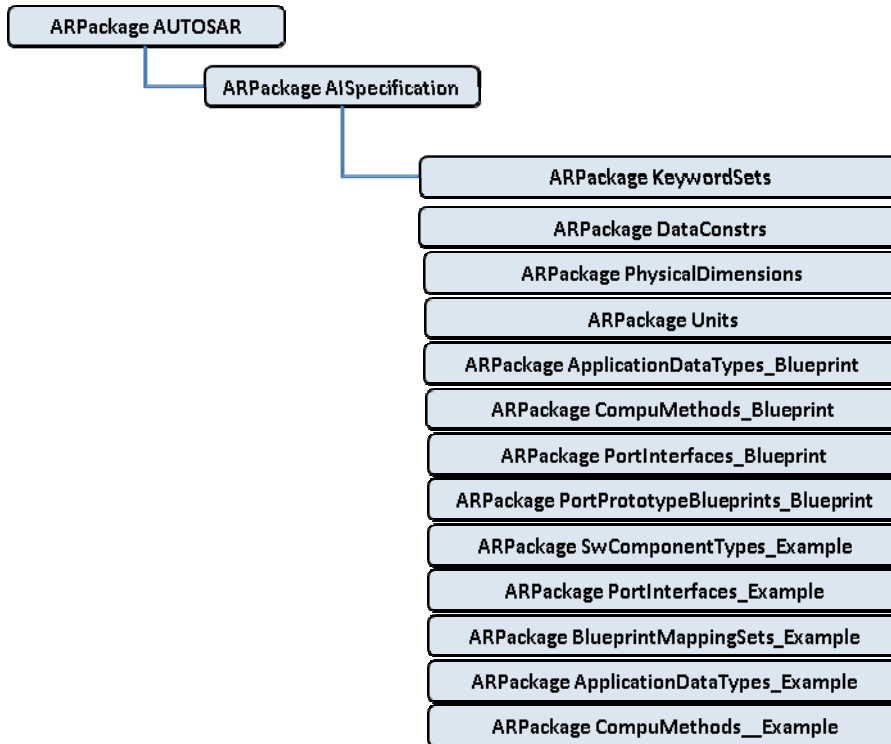 ARPackage AUTOSAR
ARPackage AISpecification
ARPackage KeywordSets
ARPackage DataConstrs
ARPackage PhysicalDimensions
ARPackage Units
ARPackage ApplicationDataTypes_Blueprint
ARPackage CompuMethods_Blueprint
ARPackage PortInterfaces_Blueprint
ARPackage PortPrototypeBlueprints_Blueprint
ARPackage SwComponentTypes_Example
ARPackage PortInterfaces_Example
ARPackage BlueprintMappingSets_Example
ARPackage ApplicationDataTypes_Example
ARPackage CompuMethods__Example